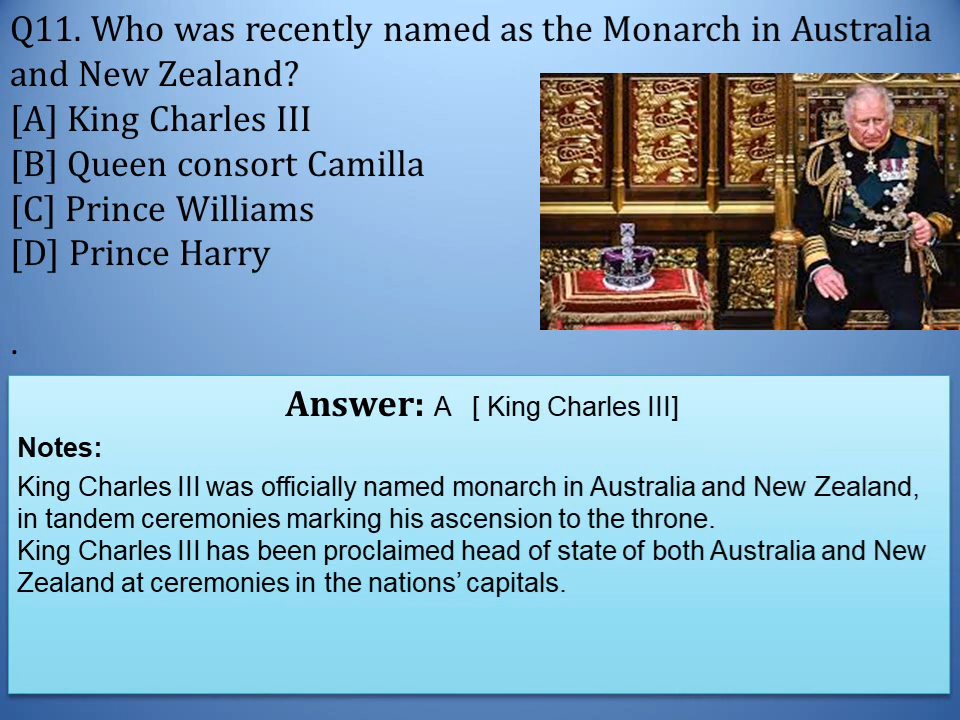 Q11. Who was recently named as the Monarch in Australia
and New Zealand?
[A] King Charles III
[B] Queen consort Camilla
[C] Prince Williams
[D] Prince Harry
.
Answer: A [ King Charles III]
Notes:
King Charles III was officially named monarch in Australia and New Zealand,
in tandem ceremonies marking his ascension to the throne.
King Charles III has been proclaimed head of state of both Australia and New
Zealand at ceremonies in the nations’ capitals.